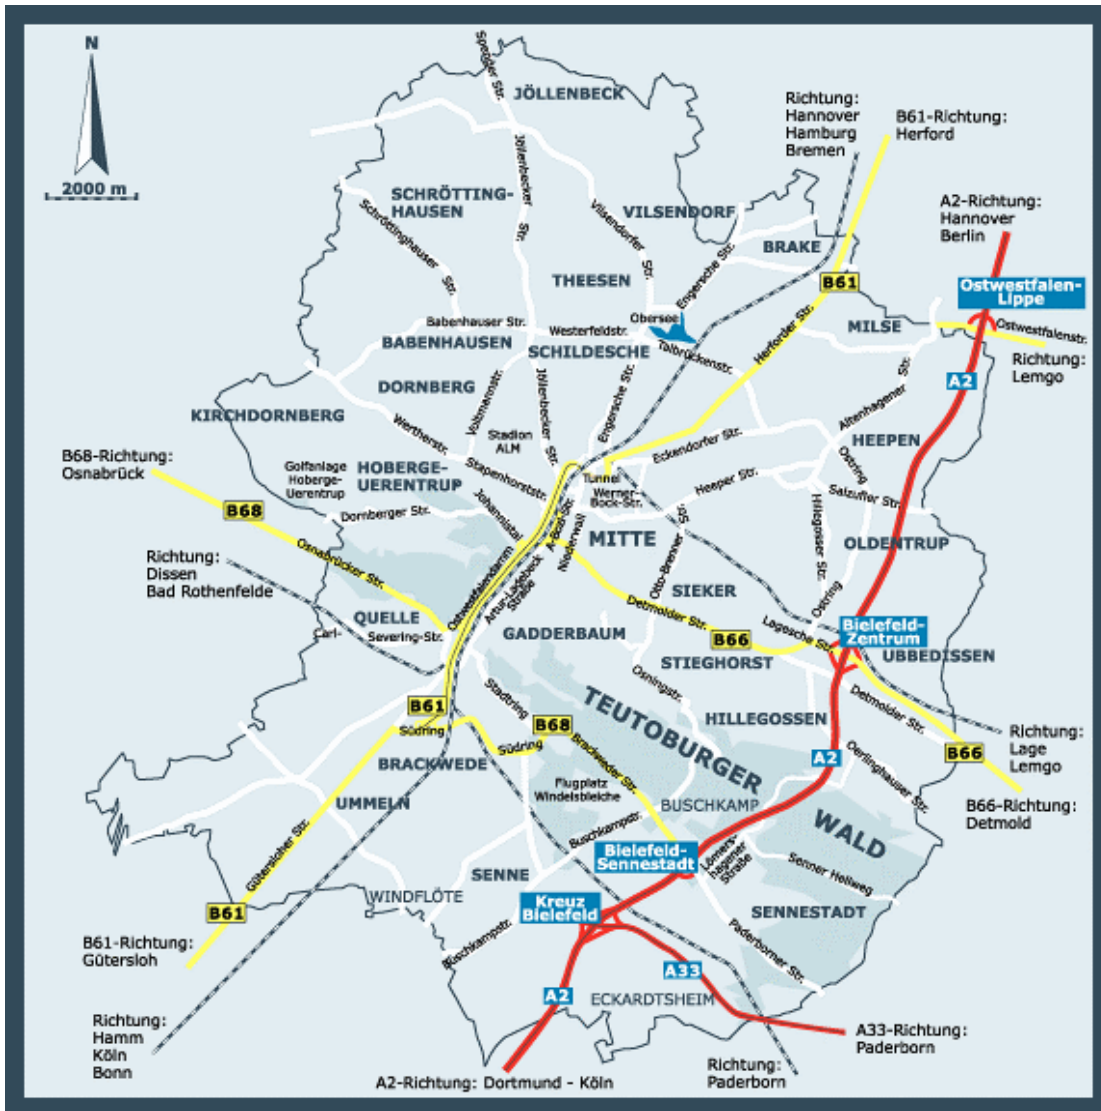 N
2000 m
Spenger Str.
JÖLLENBECK
Richtung:
Hannover
Hamburg
Bremen
B61-Richtung:
Herford
A2-Richtung:
Hannover
Berlin
Jöllenbecker
Str.
SCHRÖTTING-
HAUSEN
Schröttinghauser Str.
Vilsendorfer Str.
VILSENDORF
Engersche Str.
BRAKE
THEESEN
B61
Ostwestfalen-
Lippe
Obersee
Babenhauser Str.
Westerfeldstr.
BABENHAUSEN
SCHILDESCHE
Talbrückenstr.
Herforder Str.
MILSE
Ostwestfalenstr.
Richtung:
Lemgo
A2
DORNBERG
Voltmannstr.
Jöllenbecker Str.
Engersche Str.
Altenhagener Str.
KIRCHDORNBERG
Wertherstr.
Stadion
ALM
Eckendorfer Str.
HEEPEN
B68-Richtung:
Osnabrück
Golfanlage
Hoberge-
Uerentrup
HOBERGE-
UERENTRUP
Stapenhorststr.
Tunnel
Werner-
Bock-Str.
Heeper Str.
Ostring
Salzufler Str.
B68
Dornberger Str.
Johannistal
A-Bozi-Str.
Niederwall
MITTE
Otto-Brenner Str.
Hillegosser Str.
OLDENTRUP
Richtung:
Dissen
Bad Rothenfelde
Osnabrücker Str.
Ostwestfalendamm
Artur-Ladebeck
Straße
SIEKER
Ostring
QUELLE
Carl-
Severing-Str.
GADDERBAUM
Detmolder Str.
B66
Lagesche Str.
Bielefeld-
Zentrum
UBBEDISSEN
STIEGHORST
Osningstr.
Stadtring
TEUTOBURGER
WALD
HILLEGOSSEN
Detmolder Str.
B61
Südring
B68
Südring
Brackweder Str.
A2
Oerlinghauser Str.
B66
Richtung:
Lage
Lemgo
BRACKWEDE
UMMELN
Flugplatz
Windelsbleiche
BUSCHKAMP
B66-Richtung:
Detmold
Gütersloher Str.
Buschkampstr.
Bielefeld-
Sennestadt
Lämers-
hagener
Straße
Senner Hellweg
SENNE
WINDFLÖTE
Kreuz
Bielefeld
SENNESTADT
B61
Buschkampstr.
Paderborner Str.
B61-Richtung:
Gütersloh
A33
A2
ECKARDTSHEIM
Richtung:
Hamm
Köln
Bonn
A33-Richtung:
Paderborn
Richtung:
Paderborn
A2-Richtung: Dortmund - Köln